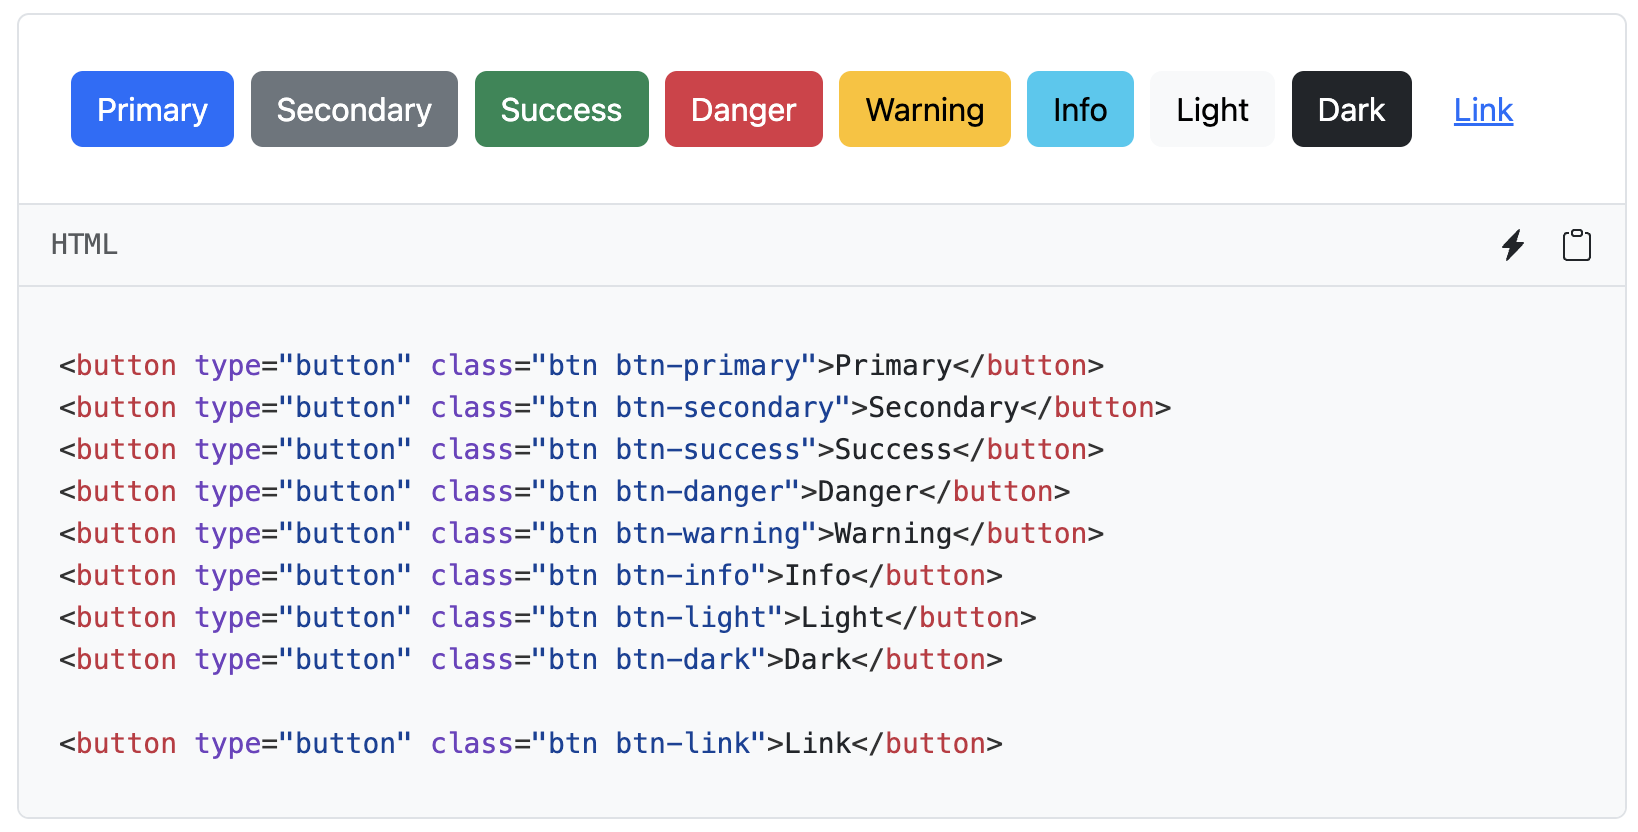 Primary Secondary Success Danger Warning Info Light Dark Link
HTML
<button type="button" class="btn btn-primary">Primary</button>
<button type="button" class="btn btn-secondary">Secondary</button>
<button type="button" class="btn btn-success">Success</button>
<button type="button" class="btn btn-danger">Danger</button>
<button type="button" class="btn btn-warning">Warning</button>
<button type="button" class="btn btn-info">Info</button>
<button type="button" class="btn btn-light">Light</button>
<button type="button" class="btn btn-dark">Dark</button>
<button type="button" class="btn btn-link">Link</button>